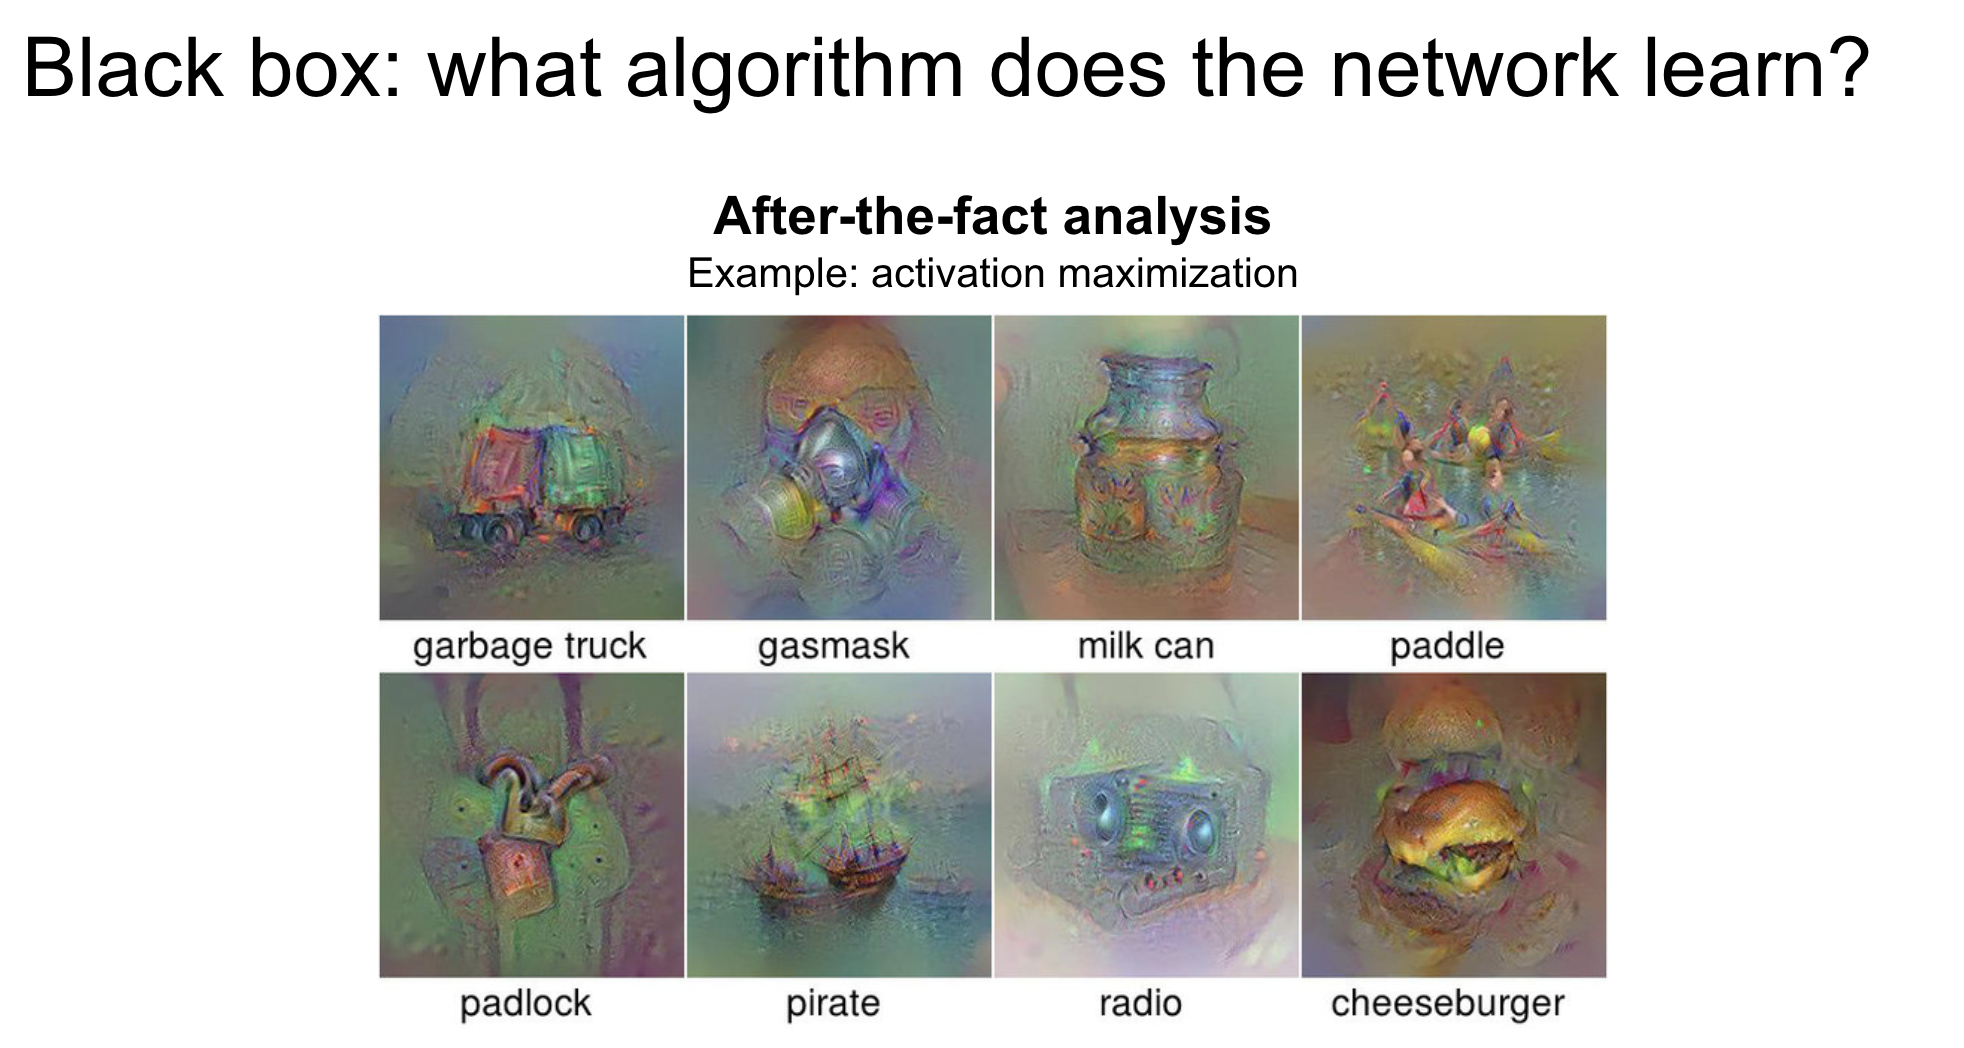 Black box: what algorithm does the network learn?
After-the-fact analysis
Example: activation maximization
garbage truck
gasmask
milk can
paddle
padlock
pirate
radio
cheeseburger